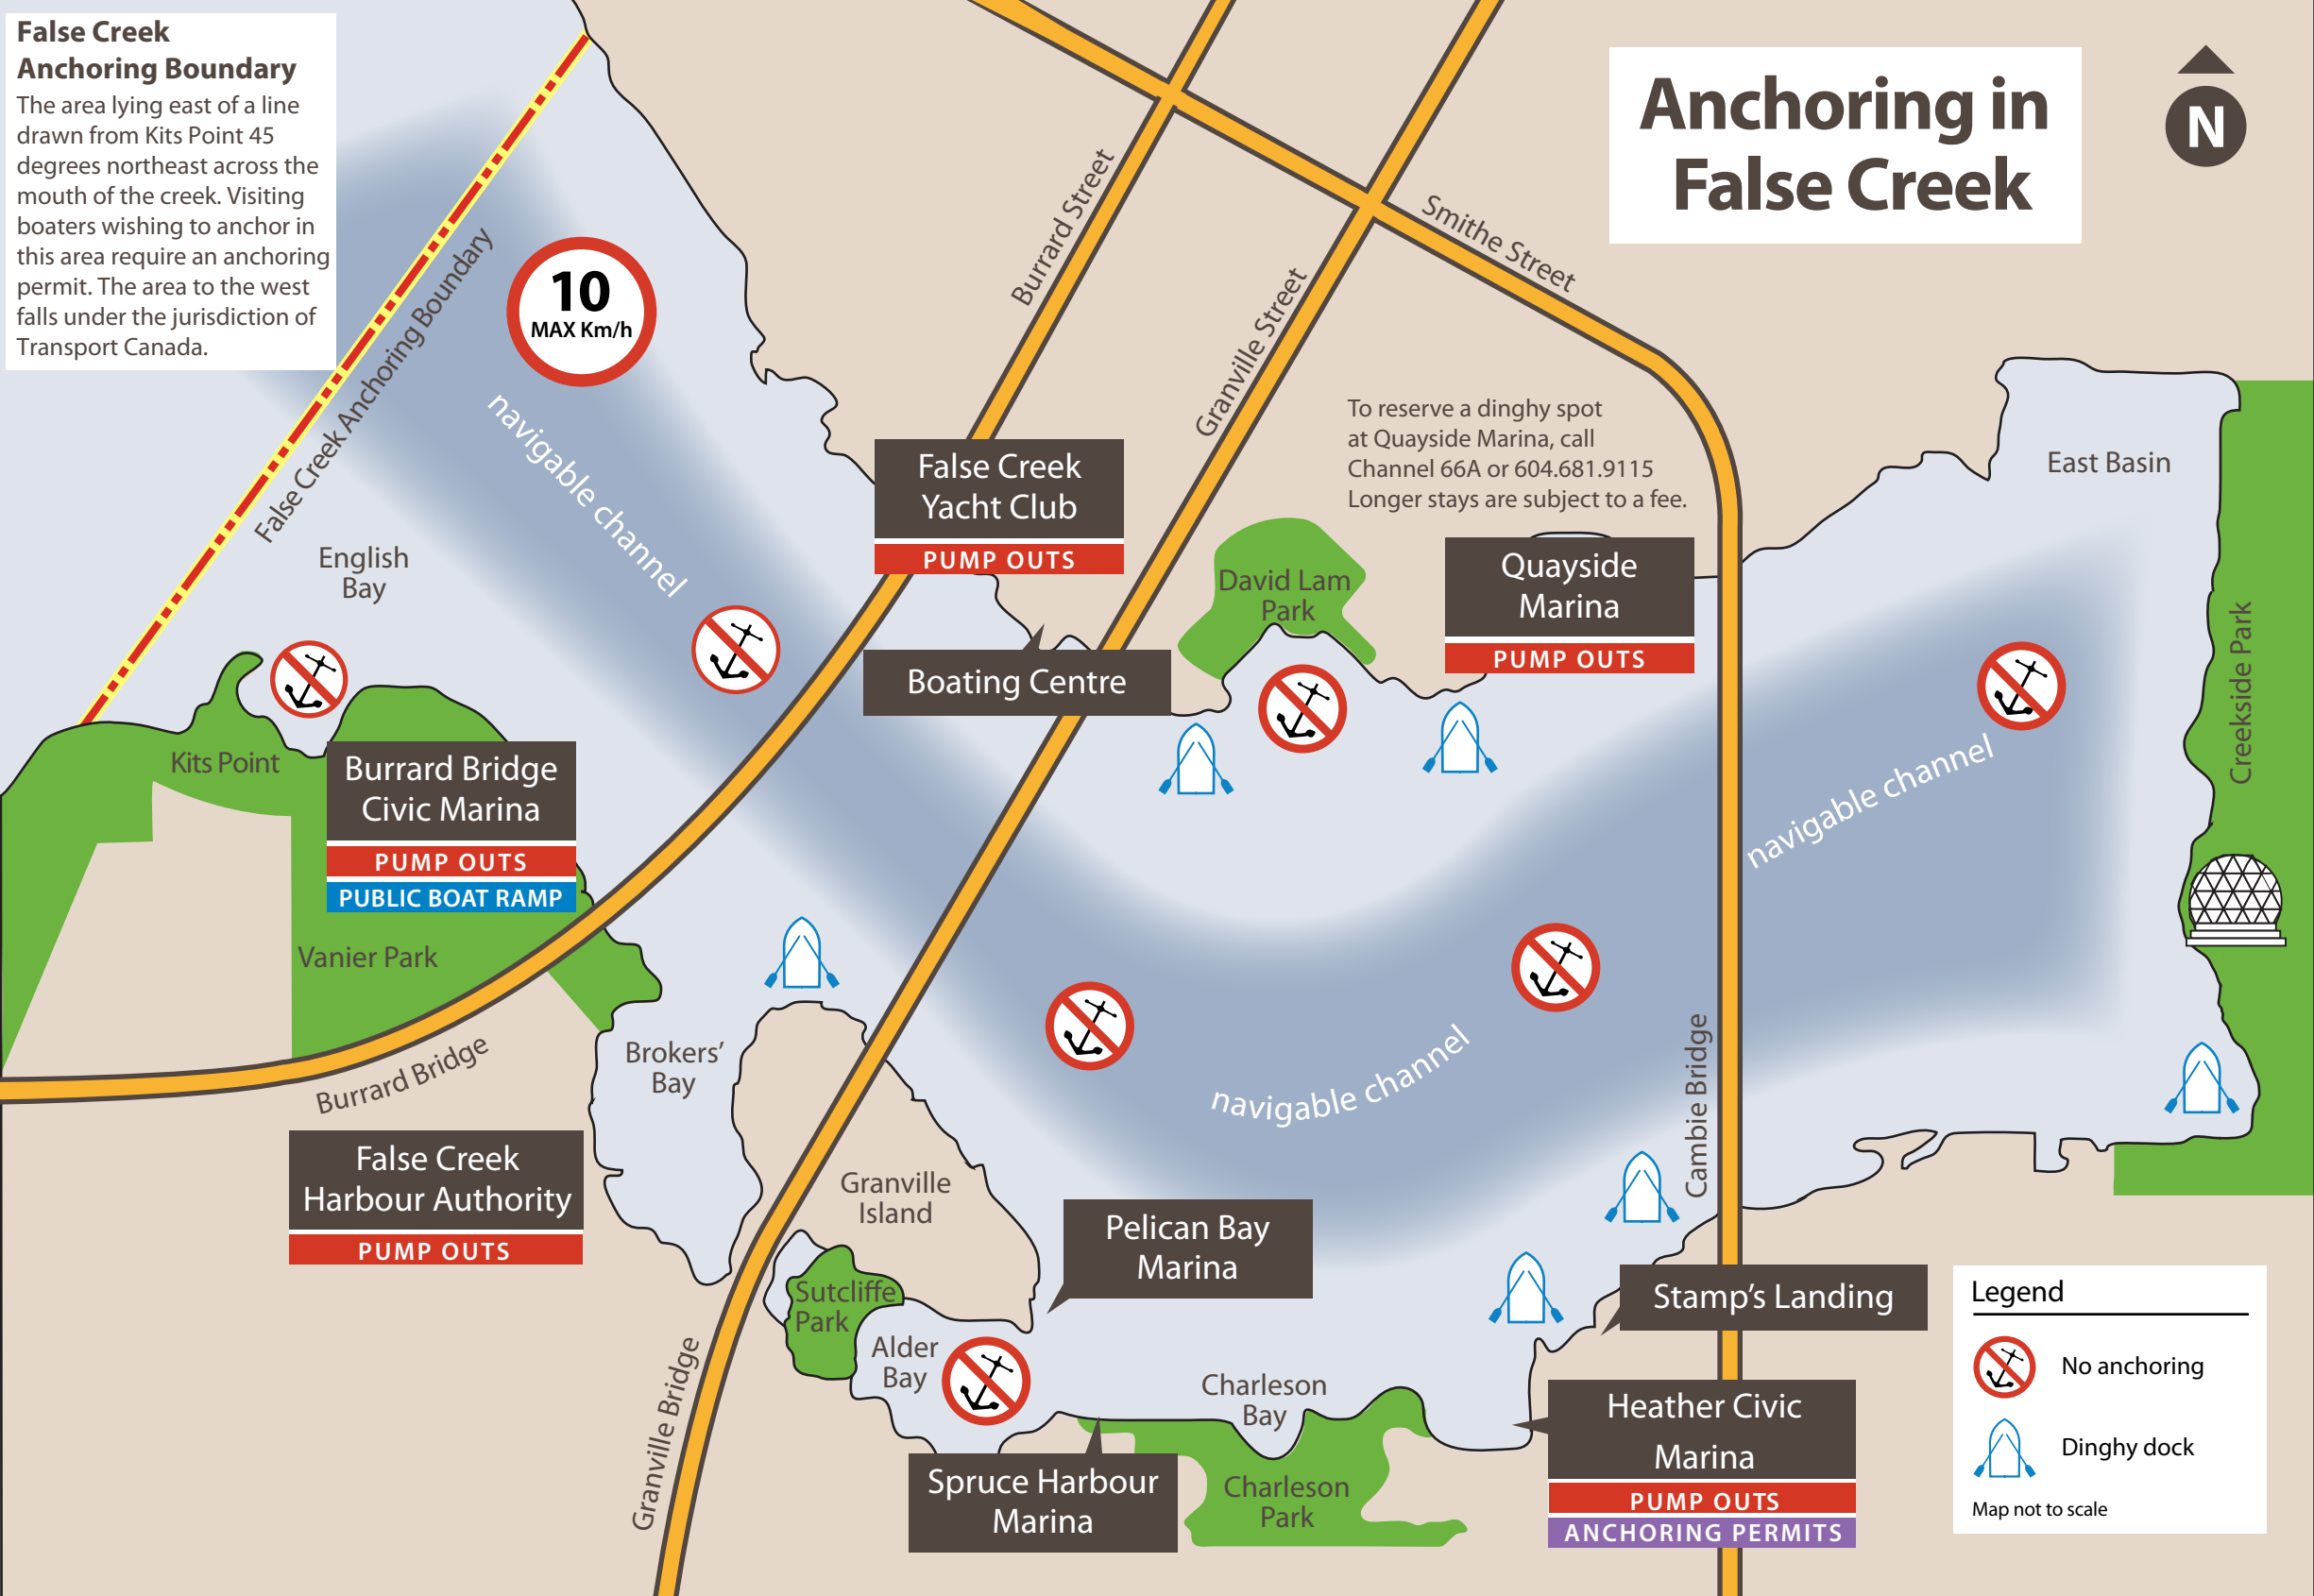 False Creek
Anchoring Boundary
The area lying east of a line
drawn from Kits Point 45
degrees northeast across the
mouth of the creek. Visiting
boaters wishing to anchor in
this area require an anchoring
permit. The area to the west
falls under the jurisdiction of
Transport Canada.
Anchoring in
False Creek
N
10
MAX Km/h
Burrard Street
Granville Street
Smithe Street
False Creek Anchoring Boundary
navigable channel
To reserve a dinghy spot
at Quayside Marina, call
Channel 66A or 604.681.9115
Longer stays are subject to a fee.
East Basin
False Creek
Yacht Club
PUMP OUTS
English
Bay
David Lam
Park
Quayside
Marina
PUMP OUTS
Boating Centre
Creekside Park
navigable channel
Kits Point
Burrard Bridge
Civic Marina
PUMP OUTS
PUBLIC BOAT RAMP
Vanier Park
Burrard Bridge
Brokers’
Bay
navigable channel
Cambie Bridge
False Creek
Harbour Authority
PUMP OUTS
Granville
Island
Pelican Bay
Marina
Sutcliffe
Park
Alder
Bay
Stamp’s Landing
Granville Bridge
Charleson
Bay
Heather Civic
Marina
PUMP OUTS
ANCHORING PERMITS
Spruce Harbour
Marina
Charleson
Park
Legend
No anchoring
Dinghy dock
Map not to scale